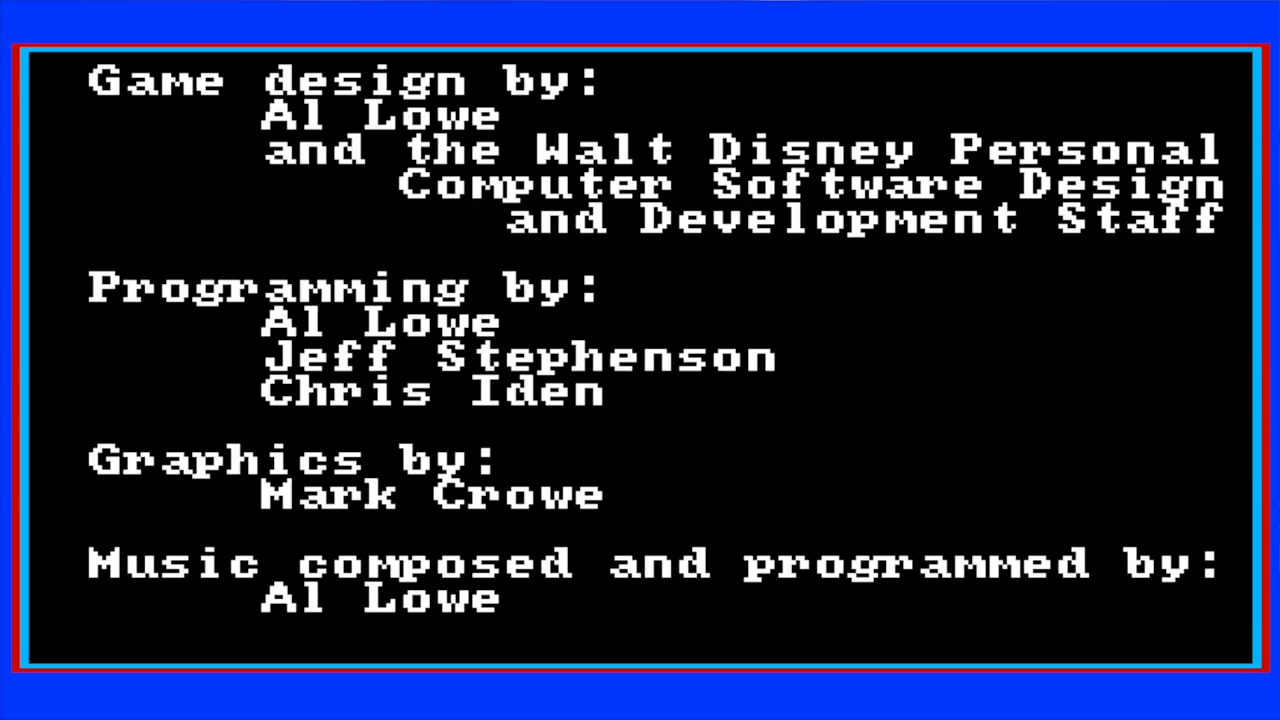 Game design by:
Al Lowe
and the Walt Disney Personal
Computer Software Design
and Development Staff
Programming by:
Al Lowe
Jeff Stephenson
Chris Iden
Graphics by:
Mark Crowe
Music composed and programmed by:
Al Lowe